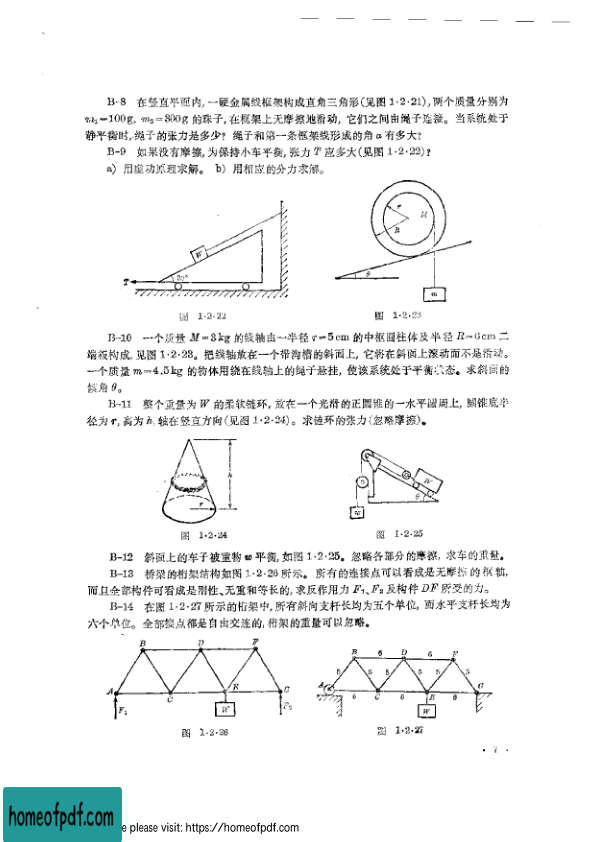 B-8 在竖直平面内,一硬金属线框架构成直角三角形(见图1·2·21),两个质量分别为
m₁=100g, m₂=300g 的珠子,在框架上无摩擦地滑动,它们之间由绳子连接。当系统处于
静平衡时,绳子的张力是多少?绳子和第一条框架线形成的角α有多大?
B-9 如果没有摩擦,为保持小车平衡,张力T应多大(见图1·2·22)?
a) 用虚功原理求解。 b) 用相应的分力求解。
W
30°
T
r
M
R
θ
m
图 1·2·22
图 1·2·23
B-10 一个质量 M=3kg 的线轴由一半径 r=5cm 的中枢圆柱体及半径 R=6cm 二
端板构成,见图1·2·23。把线轴放在一个带沟槽的斜面上,它将在斜面上滚动而不是滑动。
一个质量 m=4.5kg 的物体用绕在线轴上的绳子悬挂,使该系统处于平衡状态。求斜面的
倾角θ。
B-11 整个重量为W的柔软链环,放在一个光滑的正圆锥的一水平圆周上,圆锥底半
径为r,高为h,轴在竖直方向(见图1·2·24)。求链环的张力(忽略摩擦)。
h
r
W
w
θ
图 1·2·24
图 1·2·25
B-12 斜面上的车子被重物w平衡,如图1·2·25。忽略各部分的摩擦,求车的重量。
B-13 桥梁的桁架结构如图1·2·26所示。所有的连接点可以看成是无摩擦的枢轴,
而且全部构件可看成是刚性、无重和等长的,求反作用力F₁、F₂及构件DF所受的力。
B-14 在图1·2·27所示的桁架中,所有斜向支杆长均为五个单位,而水平支杆长均为
六个单位。全部接点都是自由交连的,桁架的重量可以忽略。
B D F
A C E G
F₁ W F₂
B 6 D 6 F
5 5 5 5 5 5
A 6 C 6 E 6 G
W
图 1·2·26
图 1·2·27
· 7 ·
homeofpdf.com
e please visit: https://homeofpdf.com